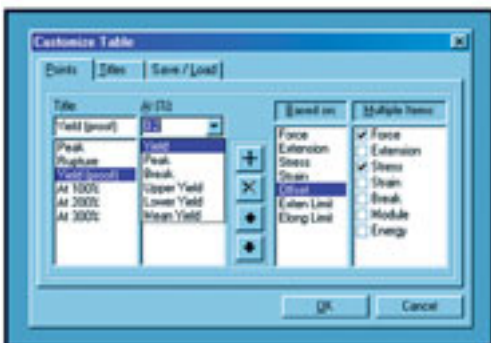 Customize Table
Points Titles Save / Load
Title: At (%): Based on: Multiple Items:
Yield (proof) 0.2
Peak
Rupture
Yield (proof)
At 100%
At 200%
At 300%
Yield
Peak
Break
Upper Yield
Lower Yield
Mean Yield
Force
Extension
Stress
Strain
Offset
Exten Limit
Elong Limit
Force
Extension
Stress
Strain
Break
Module
Energy
OK Cancel